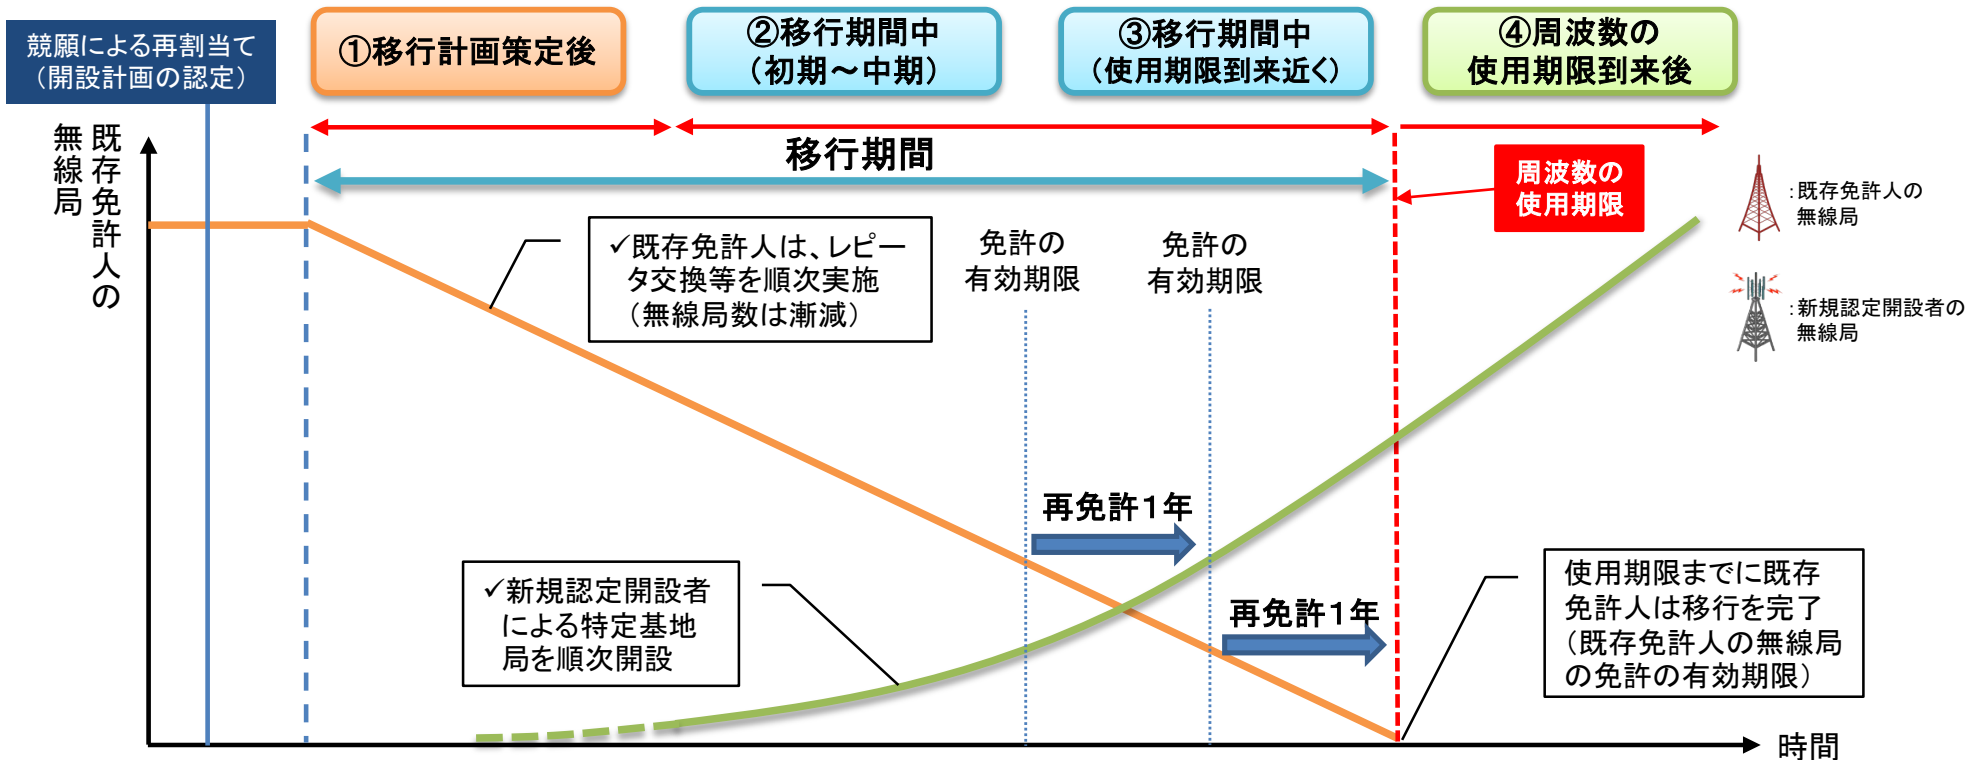 競願による再割当て
（開設計画の認定）
①移行計画策定後
②移行期間中
（初期～中期）
③移行期間中
（使用期限到来近く）
④周波数の
使用期限到来後
既存免許人の
無線局
移行期間
周波数の
使用期限
：既存免許人の
無線局
：新規認定開設者の
無線局
✓既存免許人は、レピー
タ交換等を順次実施
（無線局数は漸減）
免許の
有効期限
免許の
有効期限
再免許１年
再免許１年
✓新規認定開設者
による特定基地
局を順次開設
使用期限までに既存
免許人は移行を完了
（既存免許人の無線局
の免許の有効期限）
時間